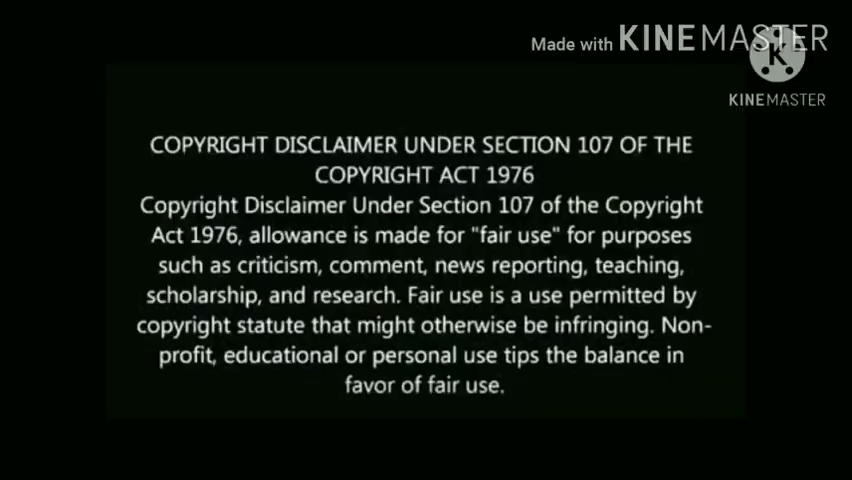 Made with KINEMASTER
K
KINEMASTER
COPYRIGHT DISCLAIMER UNDER SECTION 107 OF THE
COPYRIGHT ACT 1976
Copyright Disclaimer Under Section 107 of the Copyright
Act 1976, allowance is made for "fair use" for purposes
such as criticism, comment, news reporting, teaching,
scholarship, and research. Fair use is a use permitted by
copyright statute that might otherwise be infringing. Non-
profit, educational or personal use tips the balance in
favor of fair use.